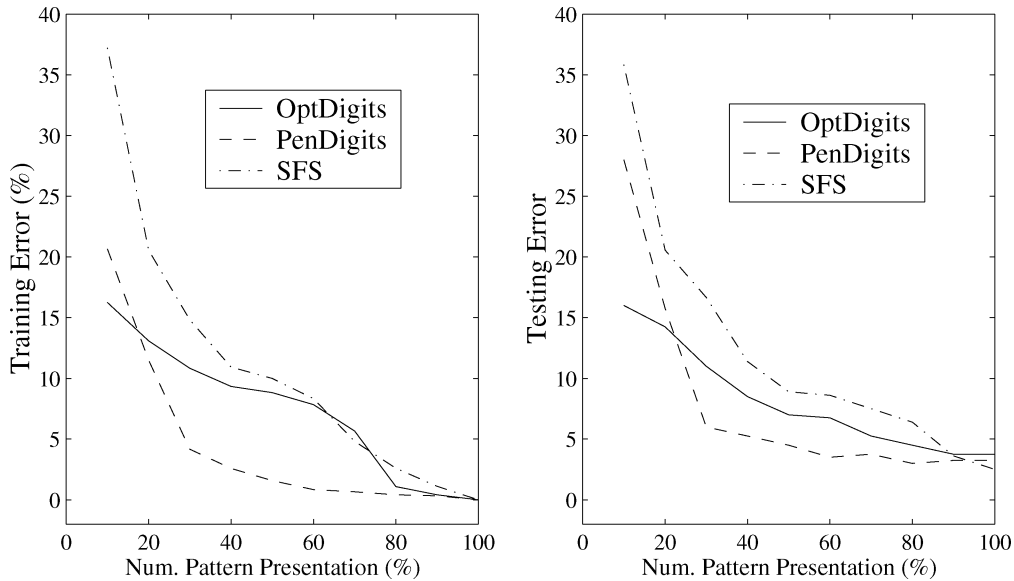 40
35
30
25
20
15
10
5
0
Training Error (%)
OptDigits
PenDigits
SFS
0 20 40 60 80 100
Num. Pattern Presentation (%)
40
35
30
25
20
15
10
5
0
Testing Error
OptDigits
PenDigits
SFS
0 20 40 60 80 100
Num. Pattern Presentation (%)